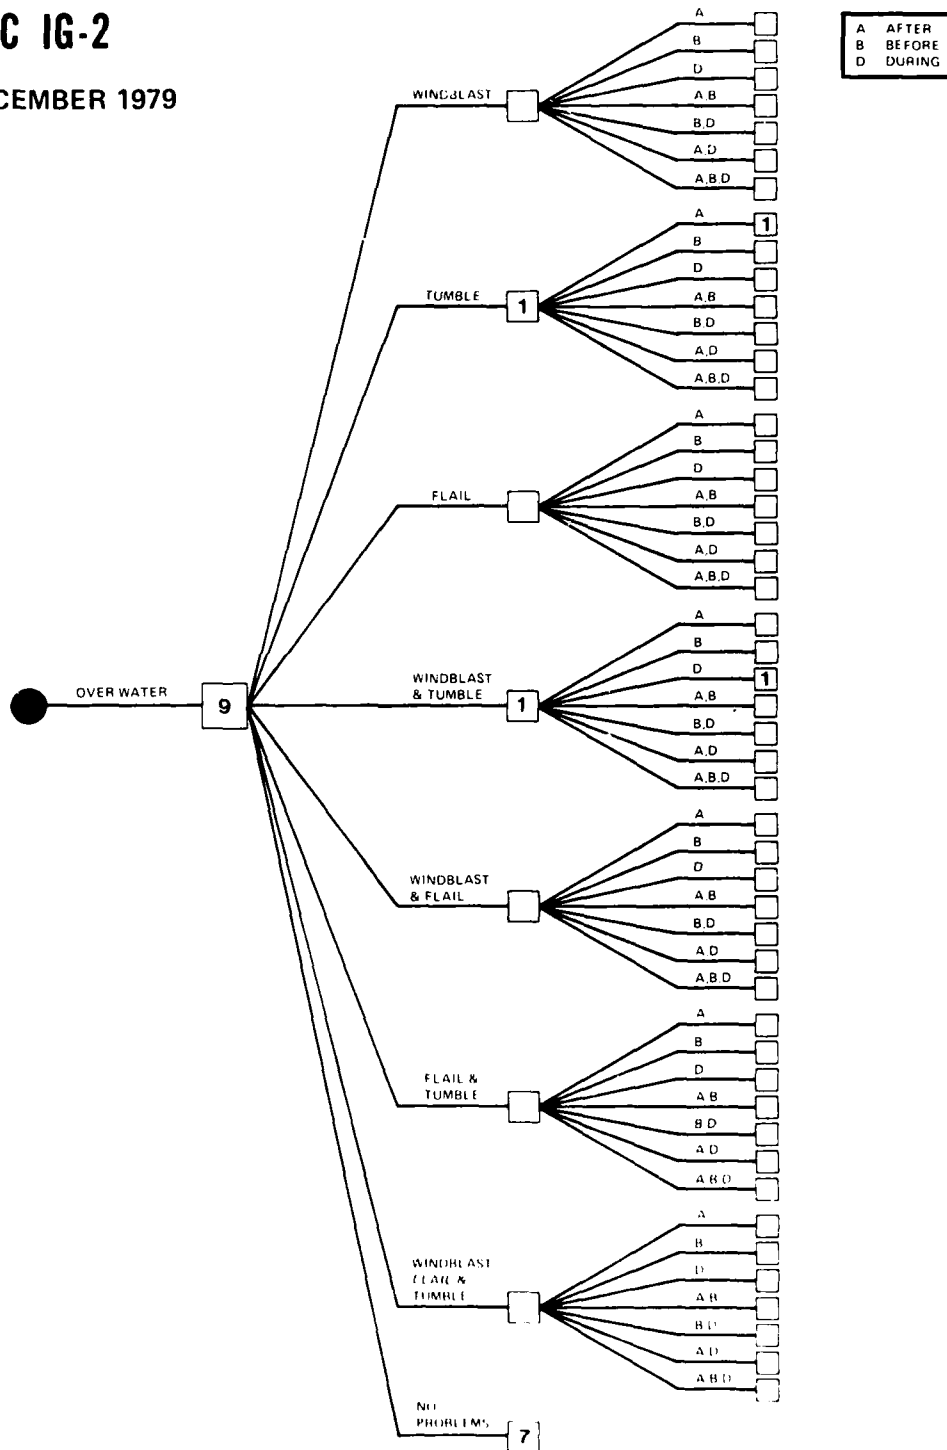 C IG-2
CEMBER 1979
A AFTER
B BEFORE
D DURING
WINDBLAST
A
B
D
A,B
B,D
A,D
A,B,D
TUMBLE
1
A
1
B
D
A,B
B,D
A,D
A,B,D
FLAIL
A
B
D
A,B
B,D
A,D
A,B,D
OVER WATER
9
WINDBLAST
& TUMBLE
1
A
B
D
1
A,B
B,D
A,D
A,B,D
WINDBLAST
& FLAIL
A
B
D
A,B
B,D
A,D
A,B,D
FLAIL &
TUMBLE
A
B
D
A B
B D
A D
A B D
WINDBLAST
FLAIL &
TUMBLE
A
B
D
A B
B D
A D
A B D
NO
PROBLEMS
7